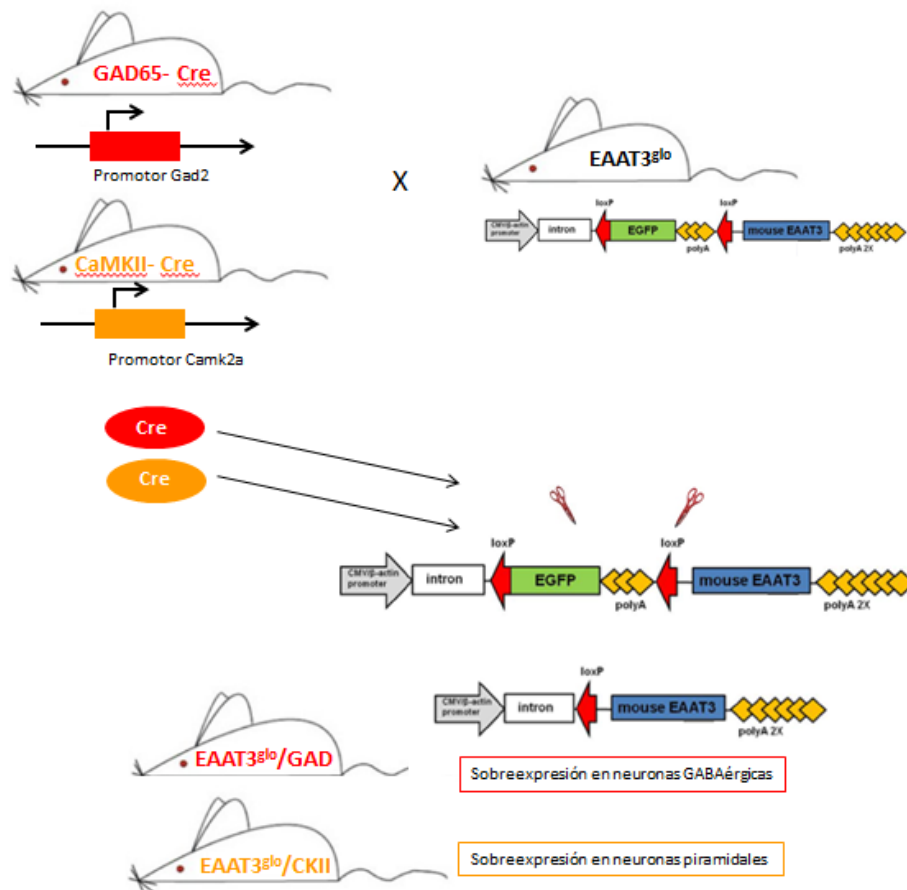 GAD65- Cre
Promotor Gad2
X
EAAT3glo
loxP
loxP
CMV/β-actin
promoter
intron
EGFP
polyA
mouse EAAT3
polyA 2X
CaMKII- Cre
Promotor Camk2a
Cre
Cre
loxP
loxP
CMV/β-actin
promoter
intron
EGFP
polyA
mouse EAAT3
polyA 2X
loxP
CMV/β-actin
promoter
intron
mouse EAAT3
polyA 2X
EAAT3glo/GAD
Sobreexpresión en neuronas GABAérgicas
EAAT3glo/CKII
Sobreexpresión en neuronas piramidales